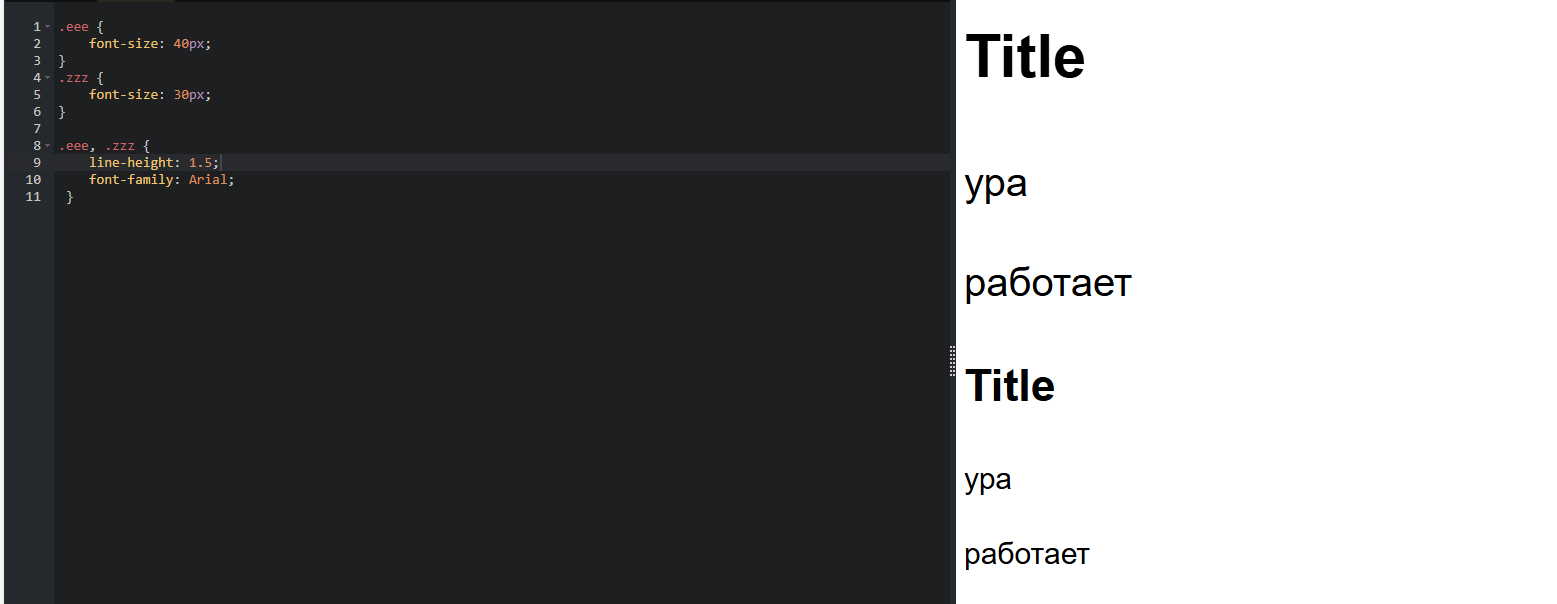 1 .eee {
2 font-size: 40px;
3 }
4 .zzz {
5 font-size: 30px;
6 }
7
8 .eee, .zzz {
9 line-height: 1.5;
10 font-family: Arial;
11 }
Title
ура
работает
Title
ура
работает